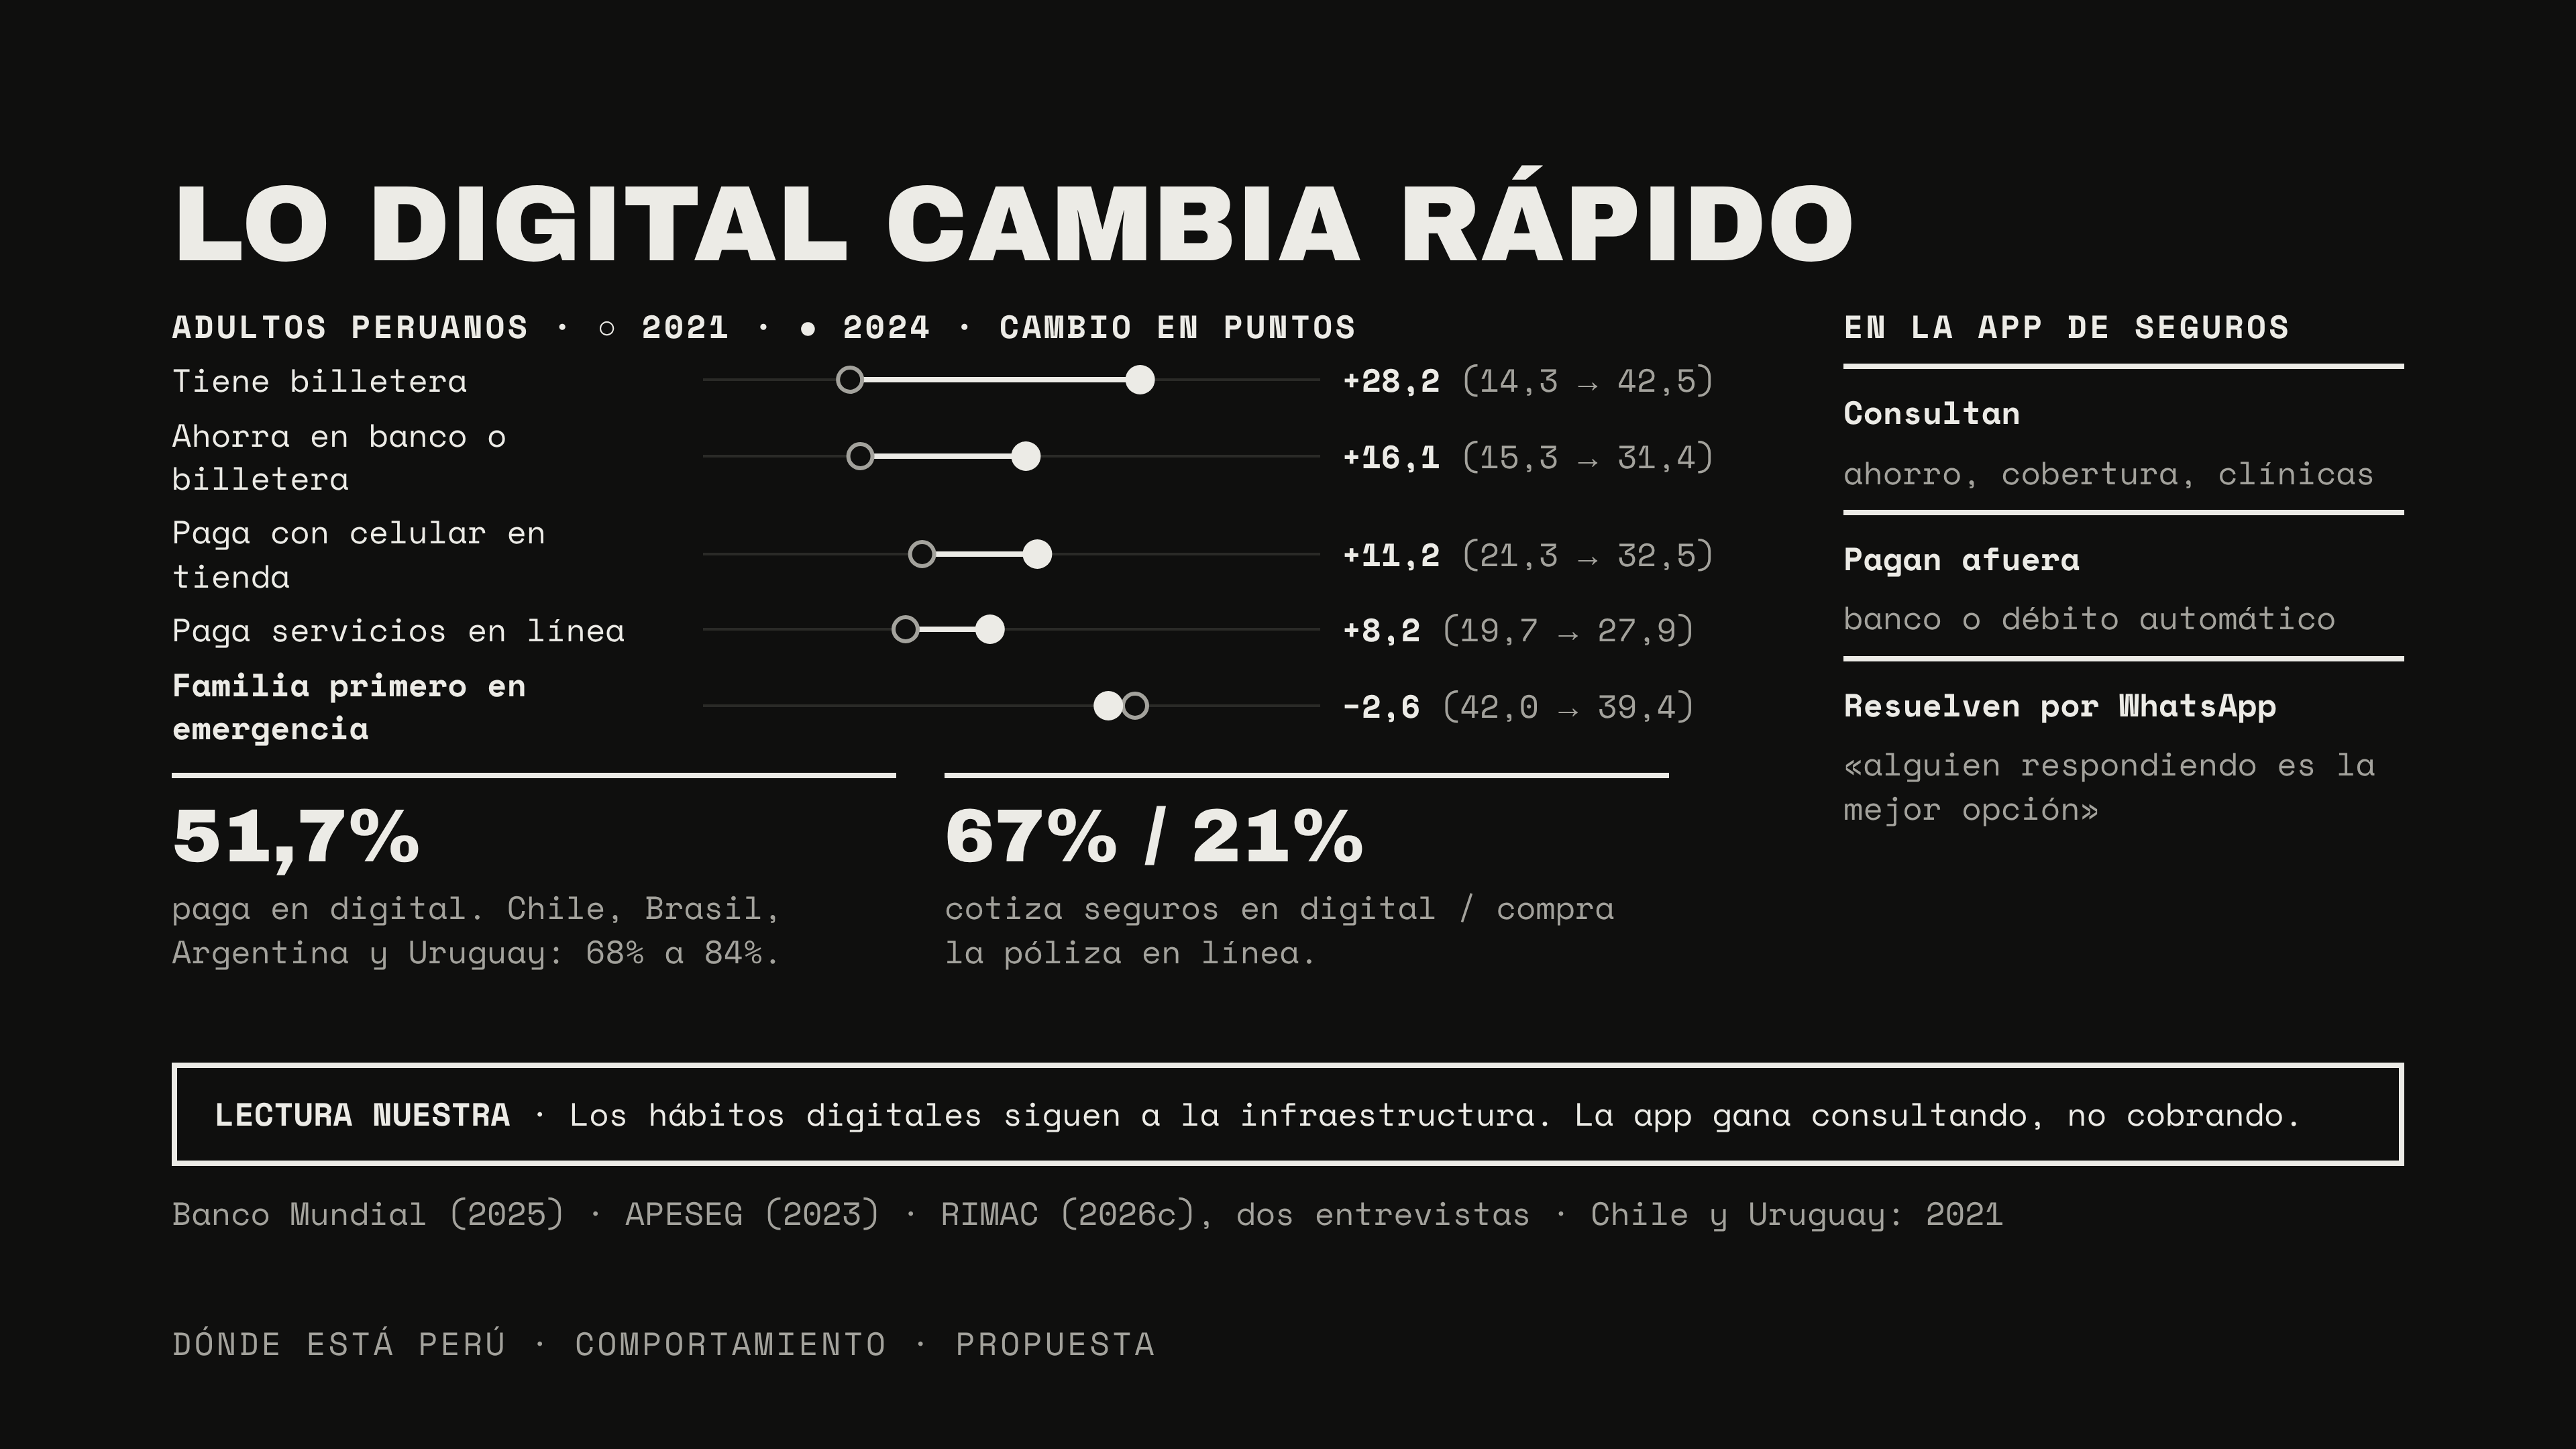 LO DIGITAL CAMBIA RÁPIDO
ADULTOS PERUANOS · ○ 2021 · ● 2024 · CAMBIO EN PUNTOS
Tiene billetera
+28,2 (14,3 → 42,5)
Ahorra en banco o
billetera
+16,1 (15,3 → 31,4)
Paga con celular en
tienda
+11,2 (21,3 → 32,5)
Paga servicios en línea
+8,2 (19,7 → 27,9)
Familia primero en
emergencia
−2,6 (42,0 → 39,4)
51,7%
paga en digital. Chile, Brasil,
Argentina y Uruguay: 68% a 84%.
67% / 21%
cotiza seguros en digital / compra
la póliza en línea.
EN LA APP DE SEGUROS
Consultan
ahorro, cobertura, clínicas
Pagan afuera
banco o débito automático
Resuelven por WhatsApp
«alguien respondiendo es la
mejor opción»
LECTURA NUESTRA · Los hábitos digitales siguen a la infraestructura. La app gana consultando, no cobrando.
Banco Mundial (2025) · APESEG (2023) · RIMAC (2026c), dos entrevistas · Chile y Uruguay: 2021
DÓNDE ESTÁ PERÚ · COMPORTAMIENTO · PROPUESTA